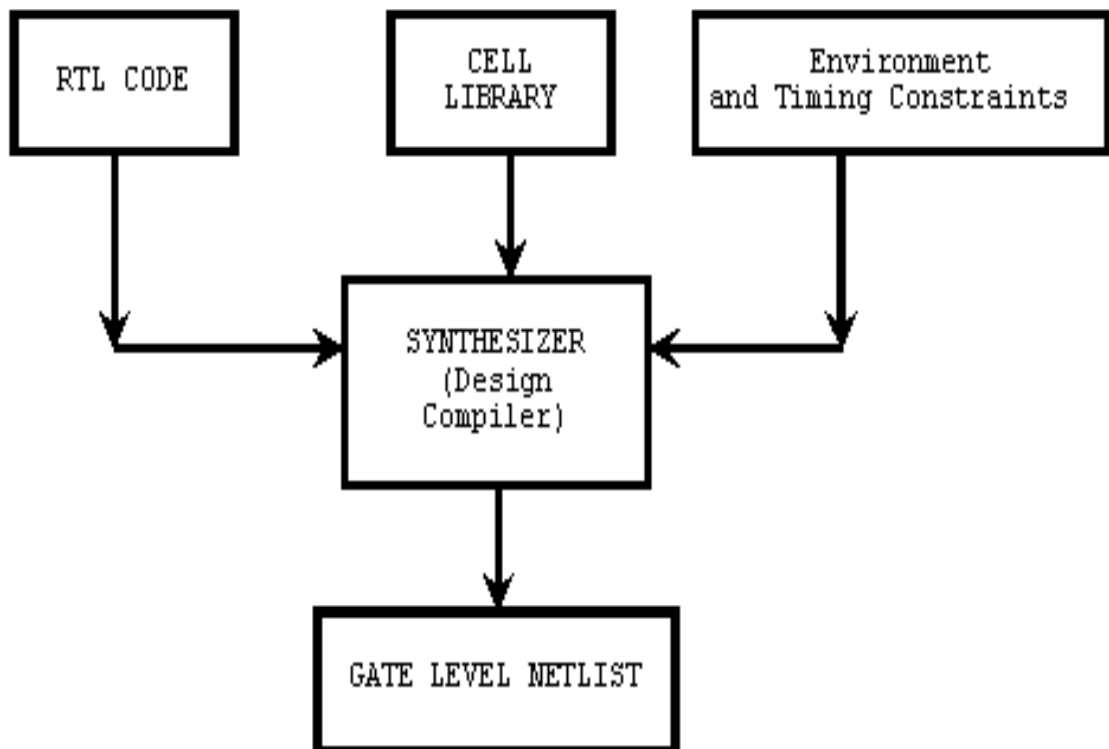 RTL CODE
CELL
LIBRARY
Environment
and Timing Constraints
SYNTHESIZER
(Design
Compiler)
GATE LEVEL NETLIST